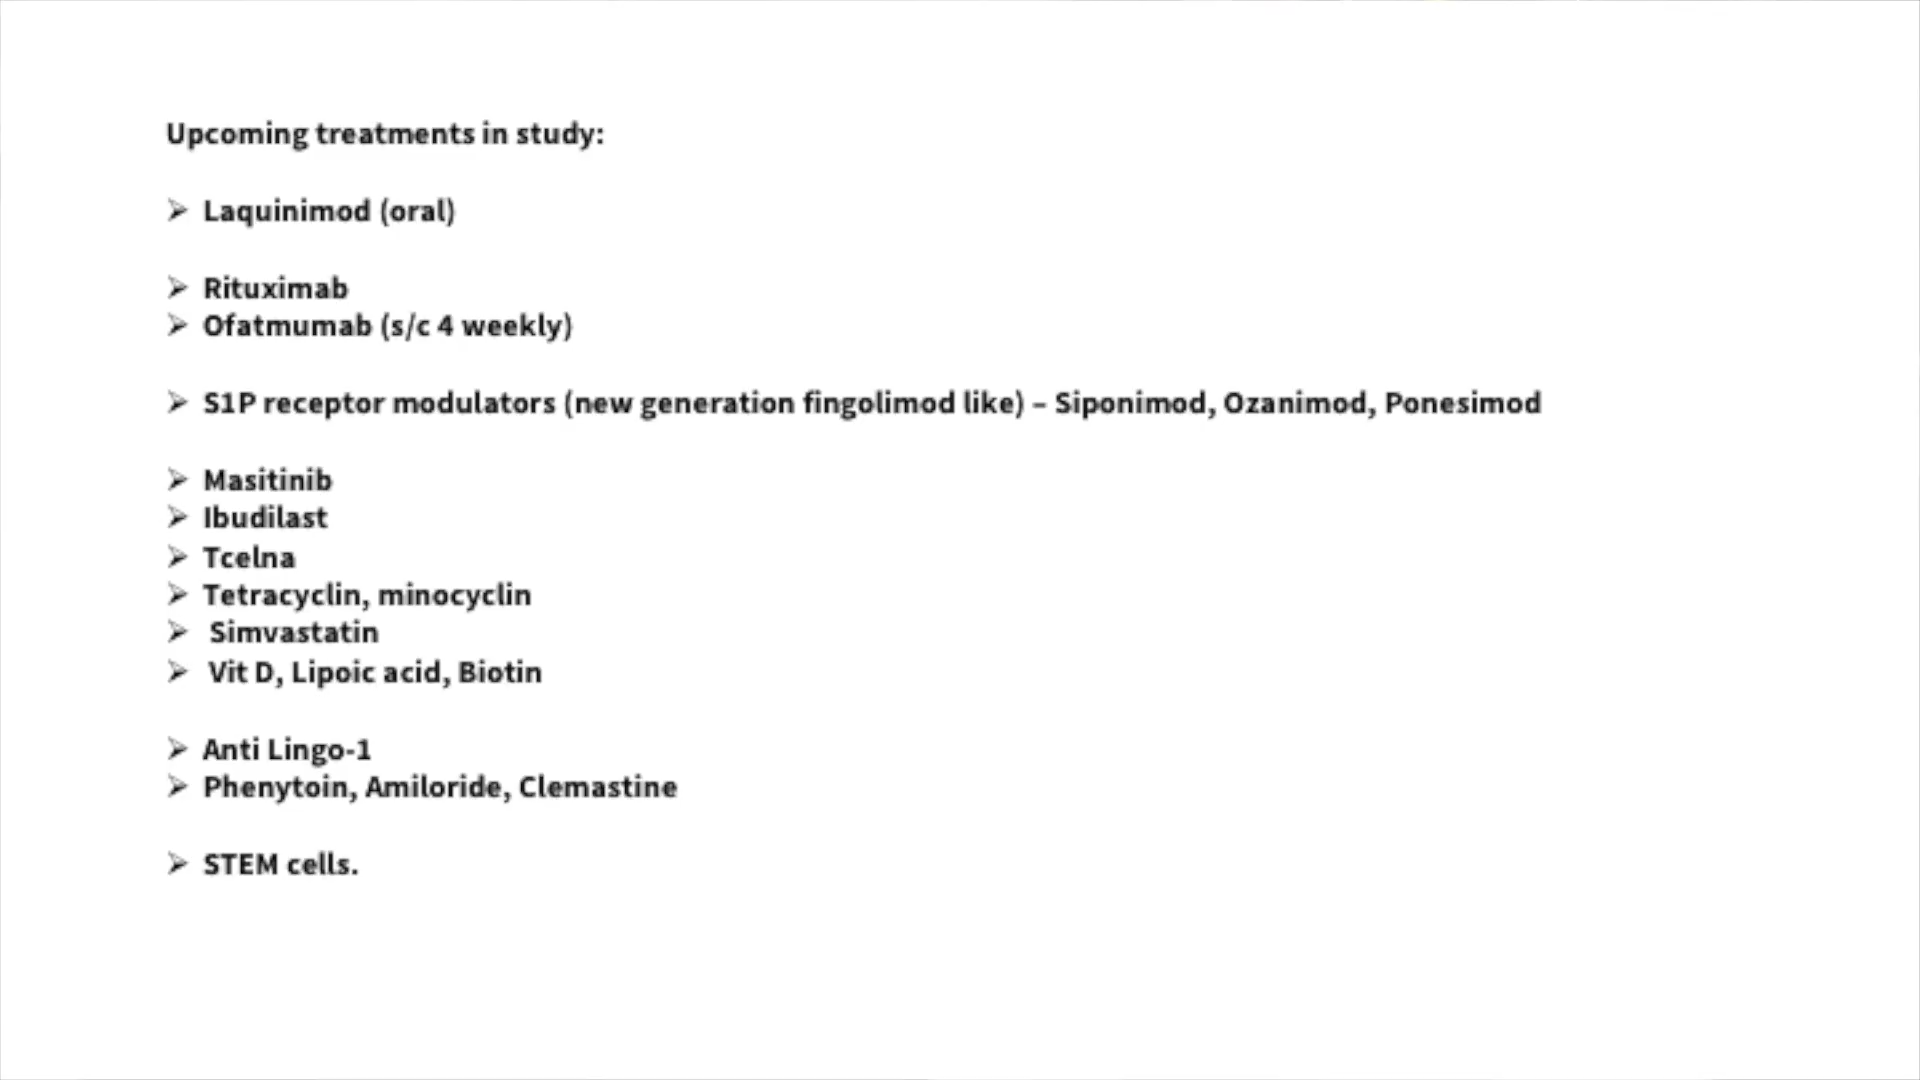 Upcoming treatments in study:
➢ Laquinimod (oral)
➢ Rituximab
➢ Ofatmumab (s/c 4 weekly)
➢ S1P receptor modulators (new generation fingolimod like) – Siponimod, Ozanimod, Ponesimod
➢ Masitinib
➢ Ibudilast
➢ Tcelna
➢ Tetracyclin, minocyclin
➢ Simvastatin
➢ Vit D, Lipoic acid, Biotin
➢ Anti Lingo-1
➢ Phenytoin, Amiloride, Clemastine
➢ STEM cells.